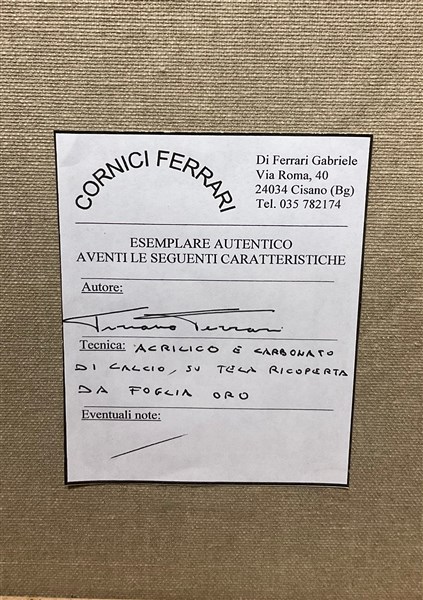 CORNICI FERRARI
Di Ferrari Gabriele
Via Roma, 40
24034 Cisano (Bg)
Tel. 035 782174
ESEMPLARE AUTENTICO
AVENTI LE SEGUENTI CARATTERISTICHE
Autore:
Ferrari
Tecnica: ACRILICO E CARBONATO
DI CALCIO, SU TELA RICOPERTA
DA FOGLIA ORO
Eventuali note: